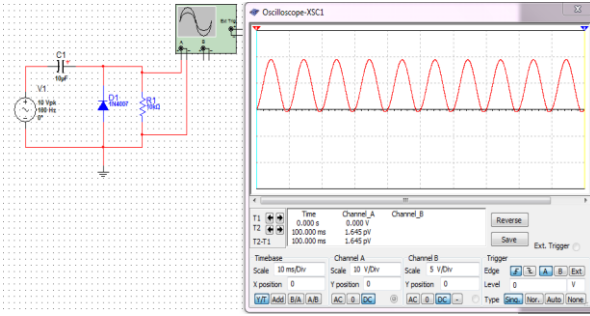 Oscilloscope-XSC1
Ext Trig
A B
C1
10µF
V1
10 Vpk
100 Hz
0°
D1
1N4007
R1
10kΩ
Time Channel_A Channel_B
T1 0.000 s 0.000 V
T2 100.000 ms 1.645 pV
T2-T1 100.000 ms 1.645 pV
Reverse
Save
Ext. Trigger
Timebase Channel A Channel B Trigger
Scale 10 ms/Div Scale 10 V/Div Scale 5 V/Div Edge A B Ext
X position 0 Y position 0 Y position 0 Level 0 V
Y/T Add B/A A/B AC 0 DC AC 0 DC - Type Sing. Nor. Auto None